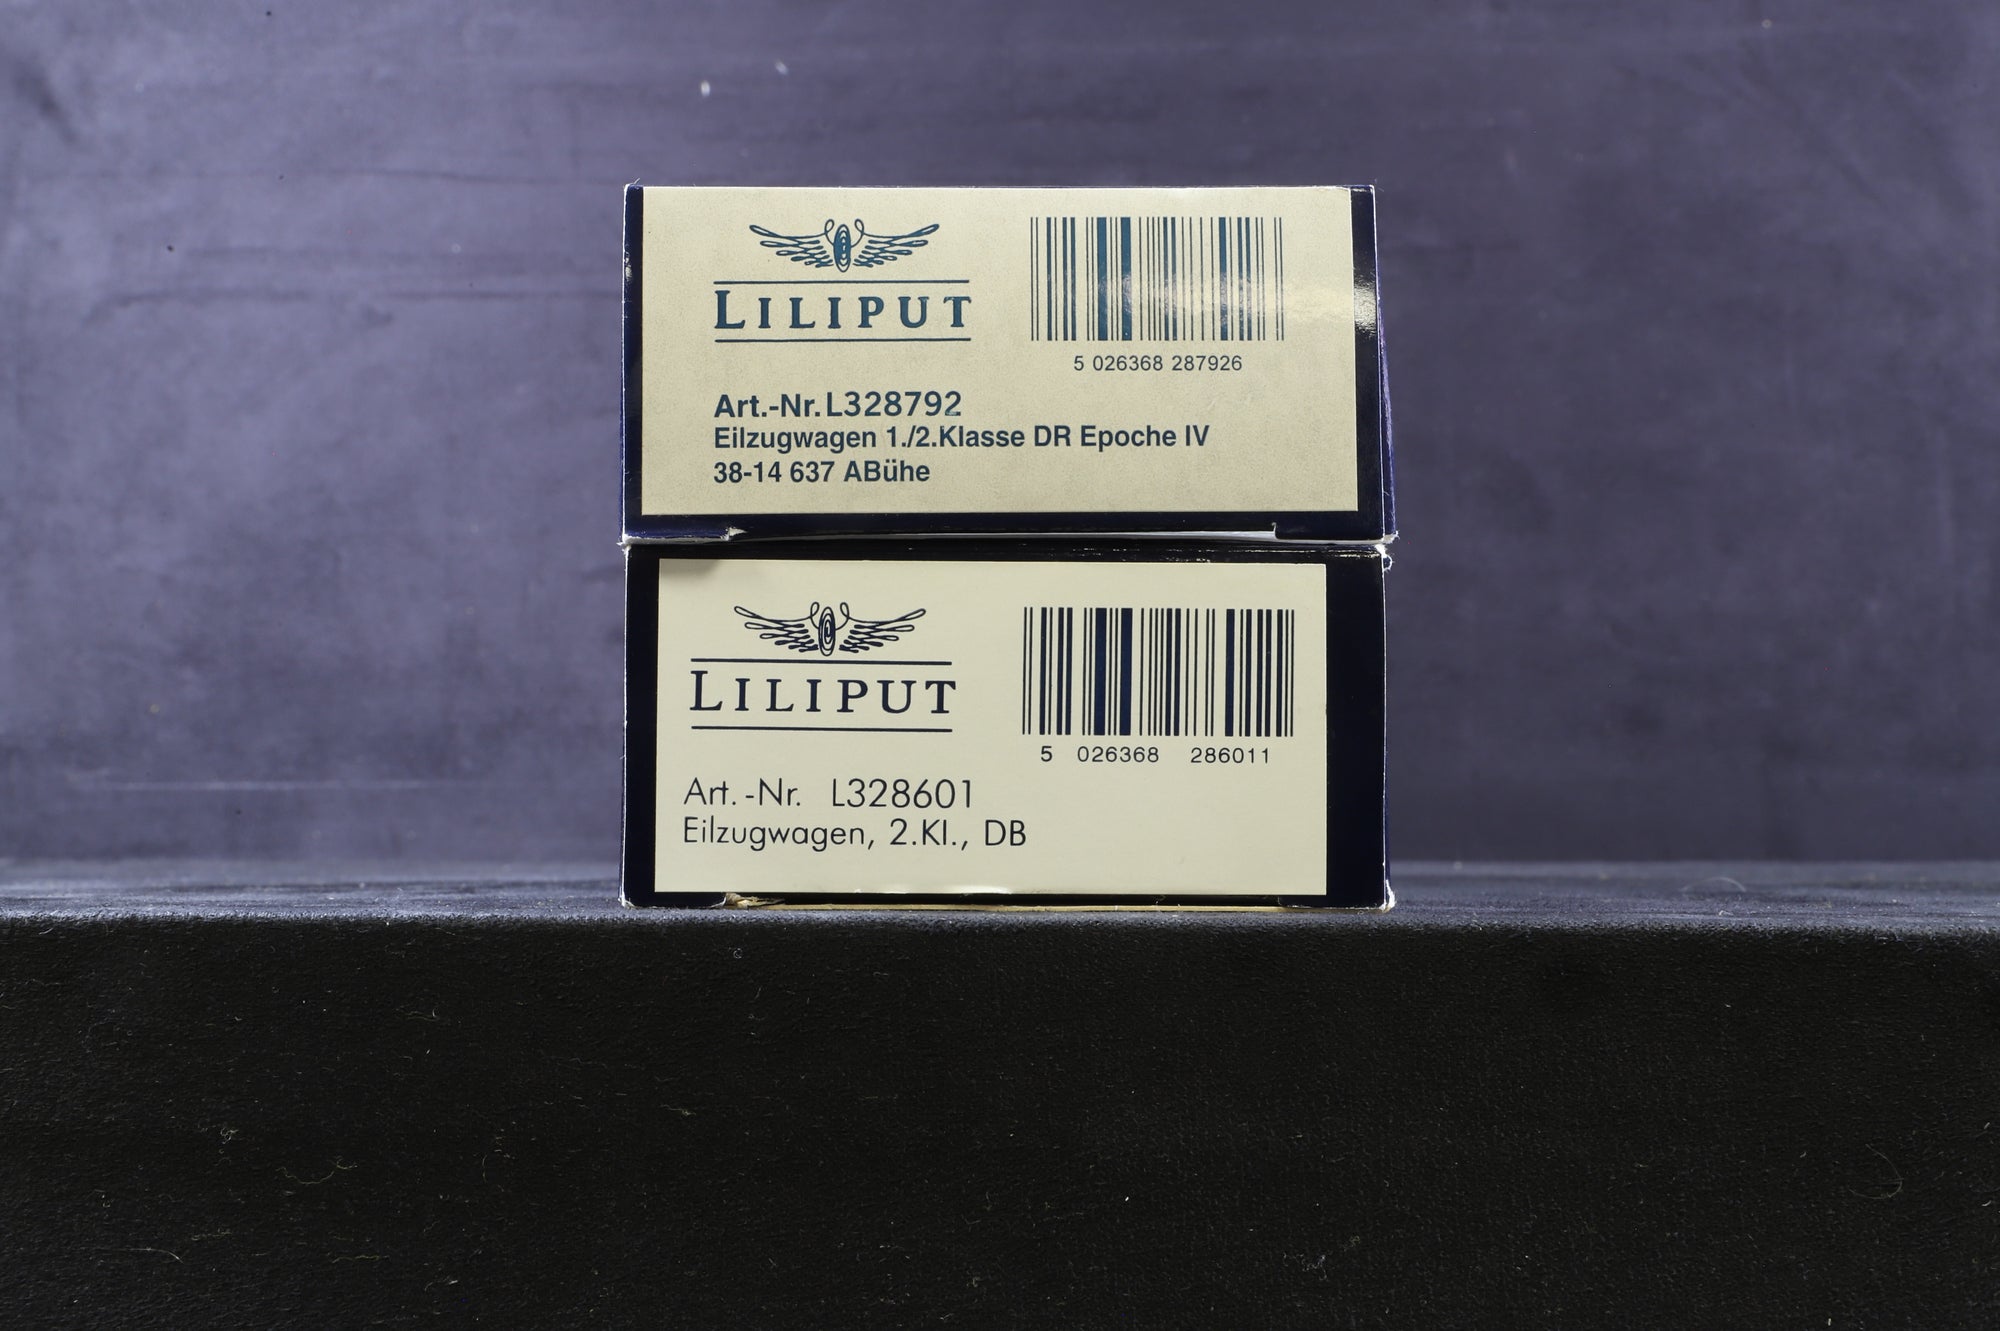 LILIPUT
5 026368 287926
Art.-Nr.L328792
Eilzugwagen 1./2.Klasse DR Epoche IV
38-14 637 ABühe
LILIPUT
5 026368 286011
Art.-Nr. L328601
Eilzugwagen, 2.Kl., DB